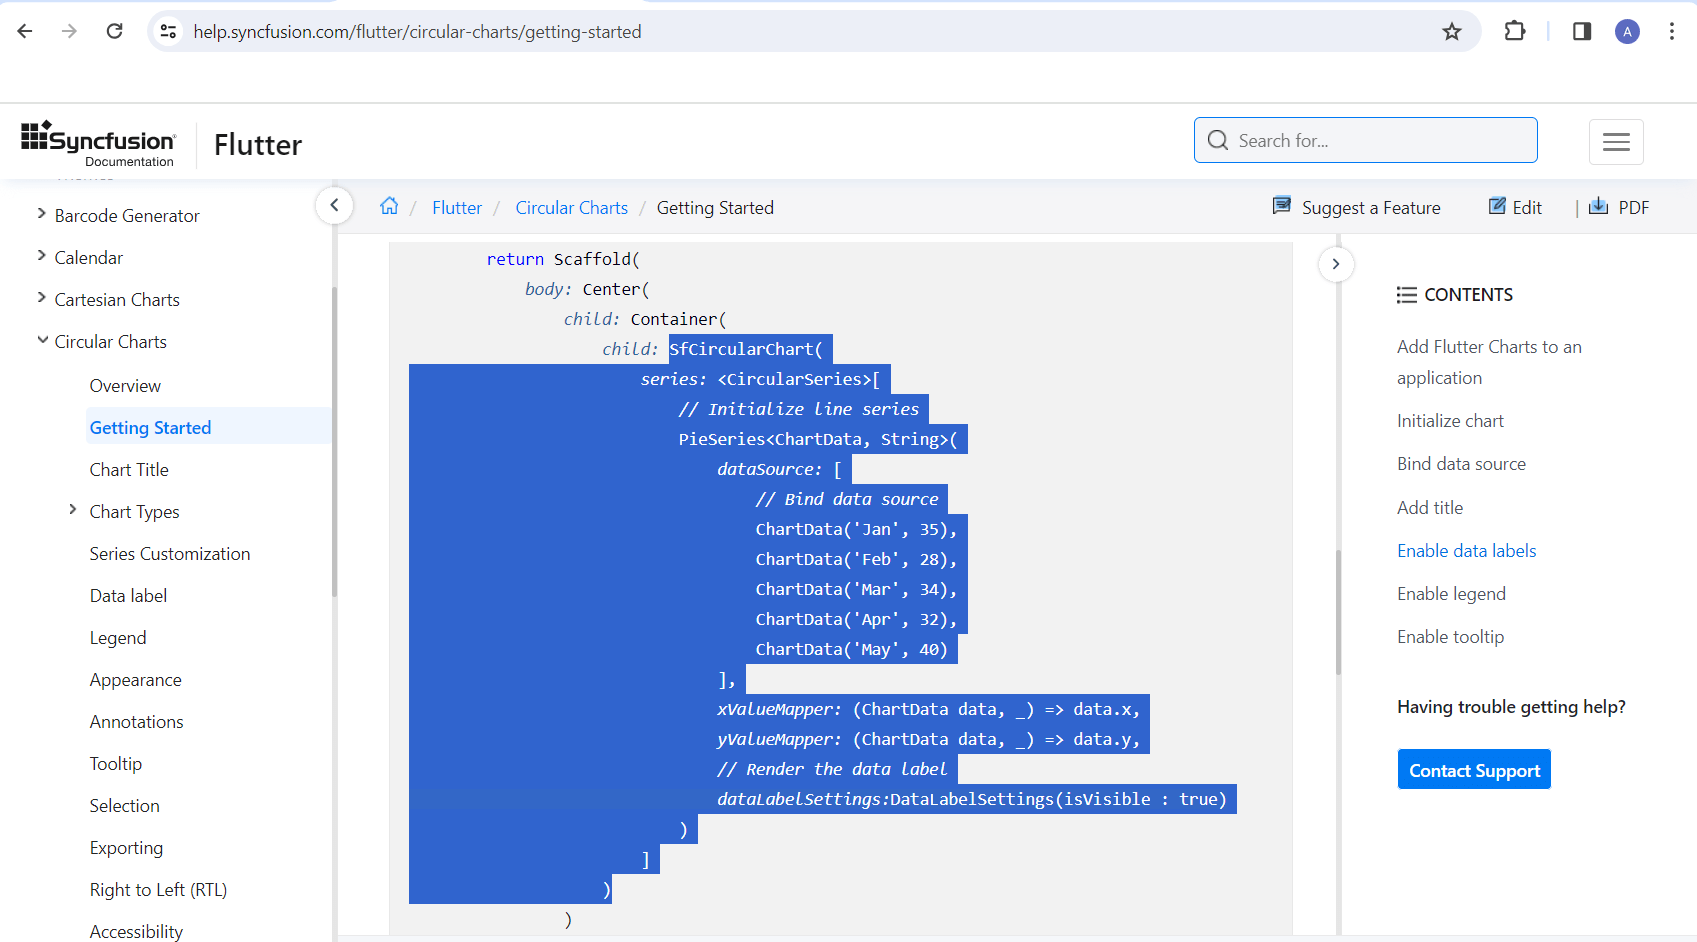 help.syncfusion.com/flutter/circular-charts/getting-started
A
Syncfusion
Documentation
Flutter
Search for...
Barcode Generator
Calendar
Cartesian Charts
Circular Charts
Overview
Getting Started
Chart Title
Chart Types
Series Customization
Data label
Legend
Appearance
Annotations
Tooltip
Selection
Exporting
Right to Left (RTL)
Accessibility
/ Flutter / Circular Charts / Getting Started
Suggest a Feature
Edit
| PDF
return Scaffold(
body: Center(
child: Container(
child: SfCircularChart(
series: <CircularSeries>[
// Initialize line series
PieSeries<ChartData, String>(
dataSource: [
// Bind data source
ChartData('Jan', 35),
ChartData('Feb', 28),
ChartData('Mar', 34),
ChartData('Apr', 32),
ChartData('May', 40)
],
xValueMapper: (ChartData data, _) => data.x,
yValueMapper: (ChartData data, _) => data.y,
// Render the data label
dataLabelSettings:DataLabelSettings(isVisible : true)
)
]
)
)
CONTENTS
Add Flutter Charts to an
application
Initialize chart
Bind data source
Add title
Enable data labels
Enable legend
Enable tooltip
Having trouble getting help?
Contact Support